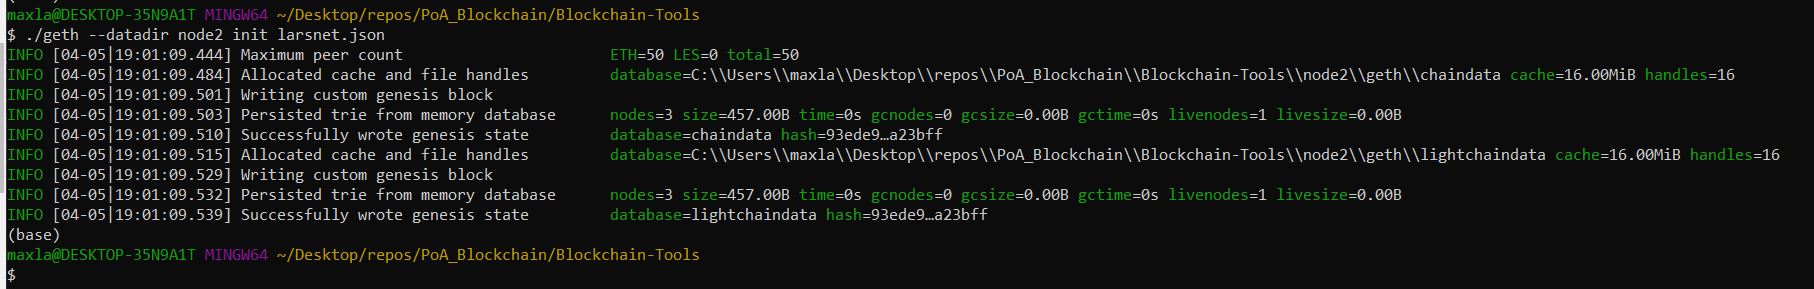 maxla@DESKTOP-35N9A1T MINGW64 ~/Desktop/repos/PoA_Blockchain/Blockchain-Tools
$ ./geth --datadir node2 init larsnet.json
INFO [04-05|19:01:09.444] Maximum peer count                       ETH=50 LES=0 total=50
INFO [04-05|19:01:09.484] Allocated cache and file handles         database=C:\\Users\\maxla\\Desktop\\repos\\PoA_Blockchain\\Blockchain-Tools\\node2\\geth\\chaindata cache=16.00MiB handles=16
INFO [04-05|19:01:09.501] Writing custom genesis block
INFO [04-05|19:01:09.503] Persisted trie from memory database      nodes=3 size=457.00B time=0s gcnodes=0 gcsize=0.00B gctime=0s livenodes=1 livesize=0.00B
INFO [04-05|19:01:09.510] Successfully wrote genesis state         database=chaindata hash=93ede9…a23bff
INFO [04-05|19:01:09.515] Allocated cache and file handles         database=C:\\Users\\maxla\\Desktop\\repos\\PoA_Blockchain\\Blockchain-Tools\\node2\\geth\\lightchaindata cache=16.00MiB handles=16
INFO [04-05|19:01:09.529] Writing custom genesis block
INFO [04-05|19:01:09.532] Persisted trie from memory database      nodes=3 size=457.00B time=0s gcnodes=0 gcsize=0.00B gctime=0s livenodes=1 livesize=0.00B
INFO [04-05|19:01:09.539] Successfully wrote genesis state         database=lightchaindata hash=93ede9…a23bff
(base)
maxla@DESKTOP-35N9A1T MINGW64 ~/Desktop/repos/PoA_Blockchain/Blockchain-Tools
$